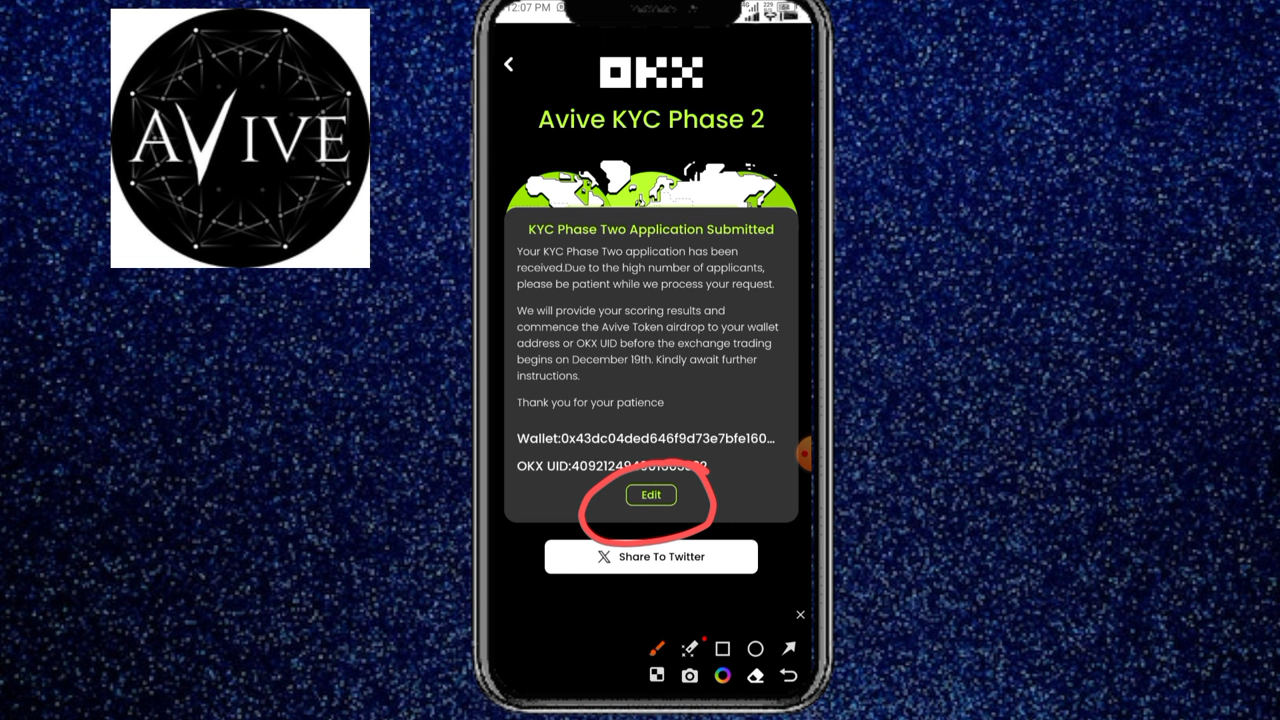 AVIVE
12:07 PM
4G
229
OKX
Avive KYC Phase 2
KYC Phase Two Application Submitted
Your KYC Phase Two application has been
received.Due to the high number of applicants,
please be patient while we process your request.
We will provide your scoring results and
commence the Avive Token airdrop to your wallet
address or OKX UID before the exchange trading
begins on December 19th. Kindly await further
instructions.
Thank you for your patience
Wallet:0x43dc04ded646f9d73e7bfe160...
OKX UID:
Edit
Share To Twitter